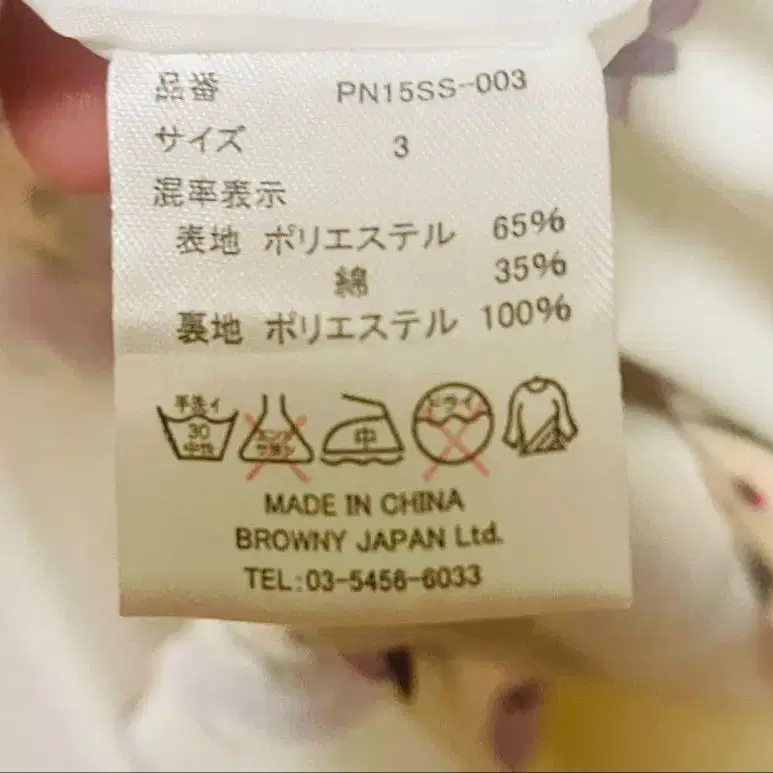 品番 PN15SS-003
サイズ 3
混率表示
表地 ポリエステル 65%
綿 35%
裏地 ポリエステル 100%
手洗イ
30
中性
エンソ
サラシ
中
ドライ
MADE IN CHINA
BROWNY JAPAN Ltd.
TEL:03-5456-6033